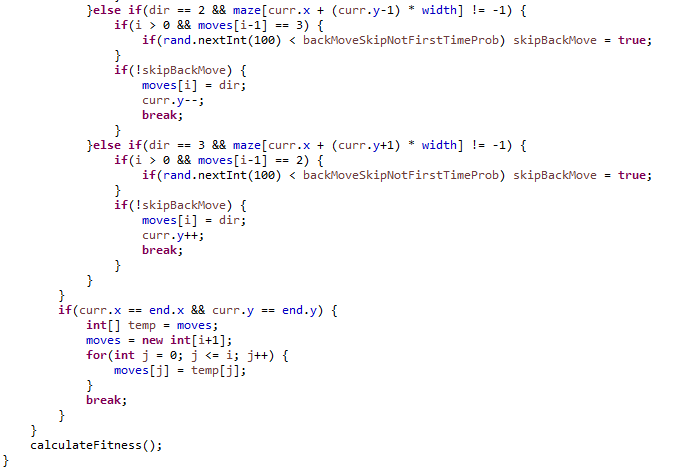 }else if(dir == 2 && maze[curr.x + (curr.y-1) * width] != -1) {
if(i > 0 && moves[i-1] == 3) {
if(rand.nextInt(100) < backMoveSkipNotFirstTimeProb) skipBackMove = true;
}
if(!skipBackMove) {
moves[i] = dir;
curr.y--;
break;
}
}else if(dir == 3 && maze[curr.x + (curr.y+1) * width] != -1) {
if(i > 0 && moves[i-1] == 2) {
if(rand.nextInt(100) < backMoveSkipNotFirstTimeProb) skipBackMove = true;
}
if(!skipBackMove) {
moves[i] = dir;
curr.y++;
break;
}
}
}
if(curr.x == end.x && curr.y == end.y) {
int[] temp = moves;
moves = new int[i+1];
for(int j = 0; j <= i; j++) {
moves[j] = temp[j];
}
break;
}
}
calculateFitness();
}